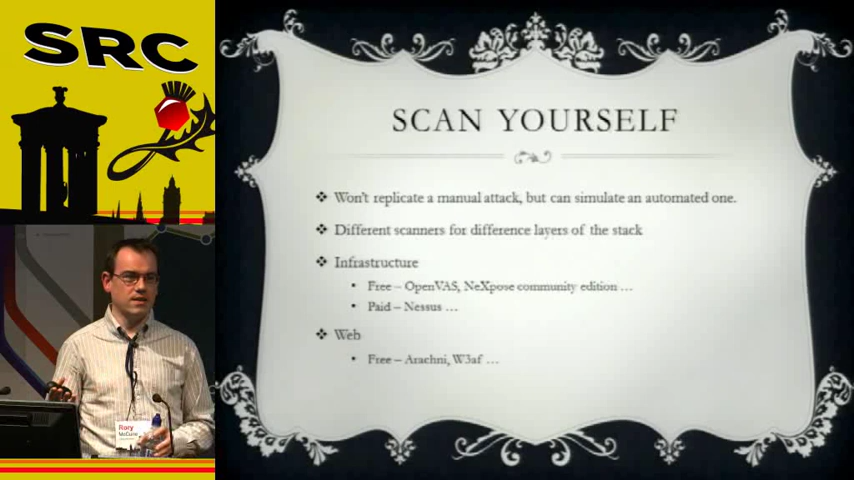 SRC
SCAN YOURSELF
Won't replicate a manual attack, but can simulate an automated one.
Different scanners for difference layers of the stack
Infrastructure
Free – OpenVAS, NeXpose community edition …
Paid – Nessus …
Web
Free – Arachni, W3af …
Rory
McCune